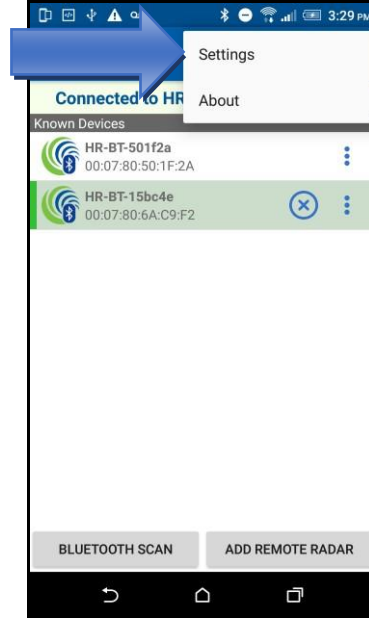 3:29 PM
Settings
About
Connected to HR
Known Devices
HR-BT-501f2a
00:07:80:50:1F:2A
HR-BT-15bc4e
00:07:80:6A:C9:F2
BLUETOOTH SCAN
ADD REMOTE RADAR